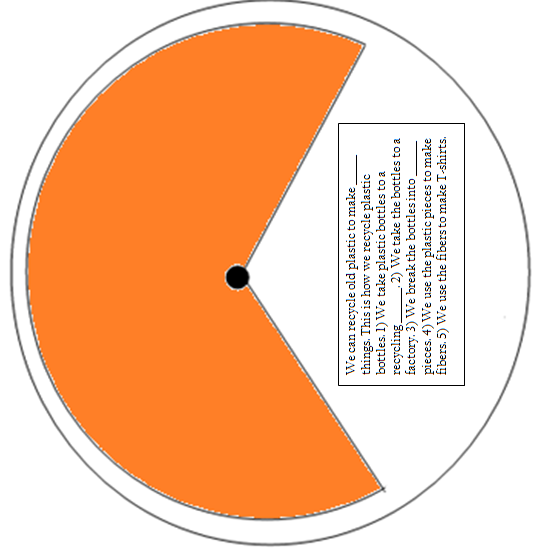 We can recycle old plastic to make ____
things. This is how we recycle plastic
bottles. 1) We take plastic bottles to a
recycling _____. 2) We take the bottles to a
factory. 3) We break the bottles into _____
pieces. 4) We use the plastic pieces to make
fibers. 5) We use the fibers to make T-shirts.